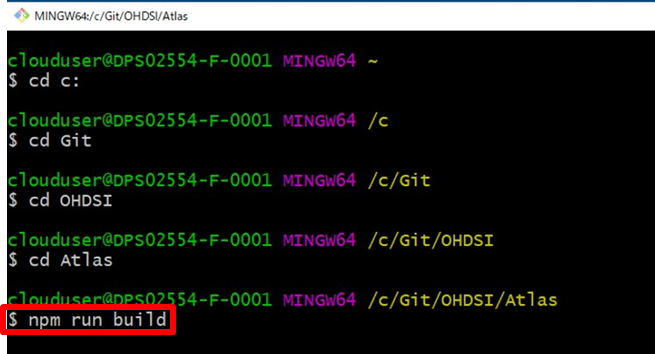 MINGW64:/c/Git/OHDSI/Atlas
clouduser@DPS02554-F-0001 MINGW64 ~
$ cd c:
clouduser@DPS02554-F-0001 MINGW64 /c
$ cd Git
clouduser@DPS02554-F-0001 MINGW64 /c/Git
$ cd OHDSI
clouduser@DPS02554-F-0001 MINGW64 /c/Git/OHDSI
$ cd Atlas
clouduser@DPS02554-F-0001 MINGW64 /c/Git/OHDSI/Atlas
$ npm run build